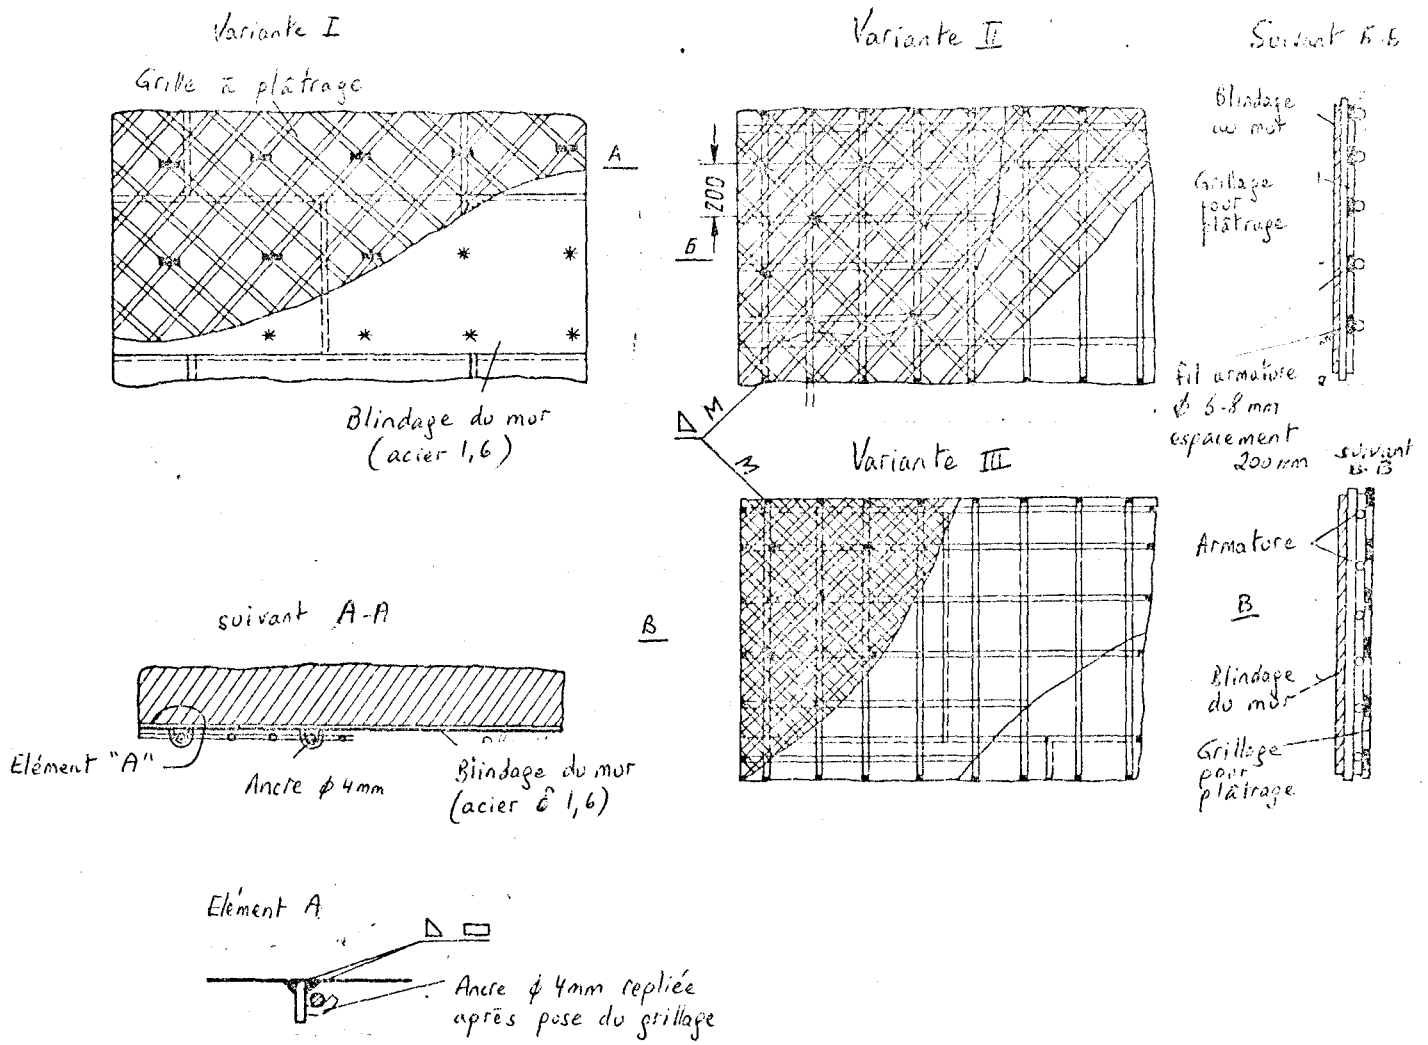 Variante I
Grille à plâtrage
A
Blindage du mur
(acier 1,6)
Variante II
200
Б
M
З
Suivant Б-Б
Blindage
du mur
Grillage
pour
plâtrage
fil armature
ϕ 6-8 mm
espacement
200 mm
Variante III
suivant
B-B
Armature
B
B
Blindage
du mur
Grillage
pour
plâtrage
suivant A-A
Elément "A"
Ancre ϕ 4mm
Blindage du mur
(acier δ 1,6)
Elément A
Ancre ϕ 4mm repliée
après pose du grillage